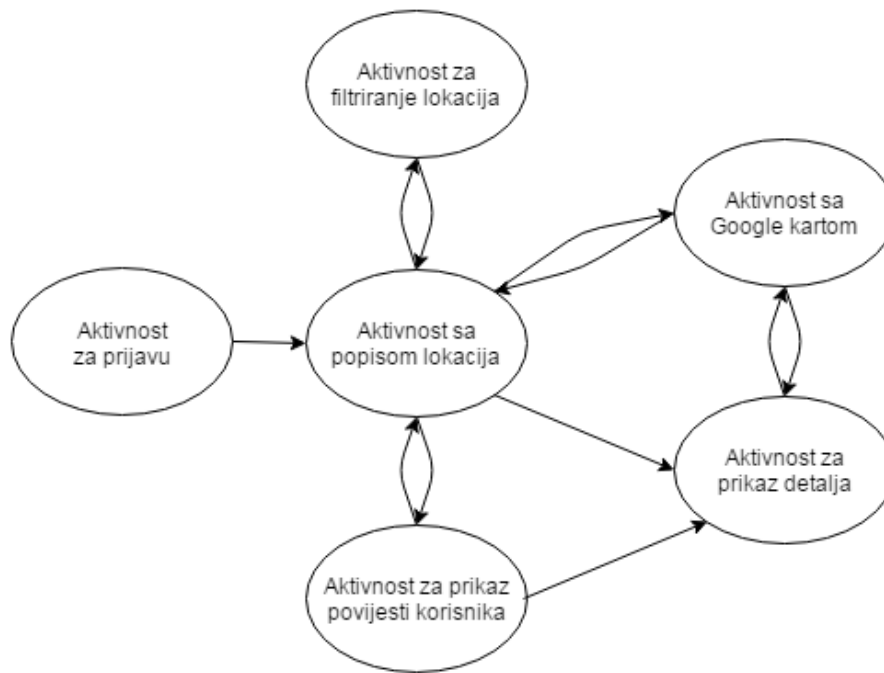 Aktivnost za
filtriranje lokacija
Aktivnost sa
Google kartom
Aktivnost
za prijavu
Aktivnost sa
popisom lokacija
Aktivnost za
prikaz detalja
Aktivnost za prikaz
povijesti korisnika